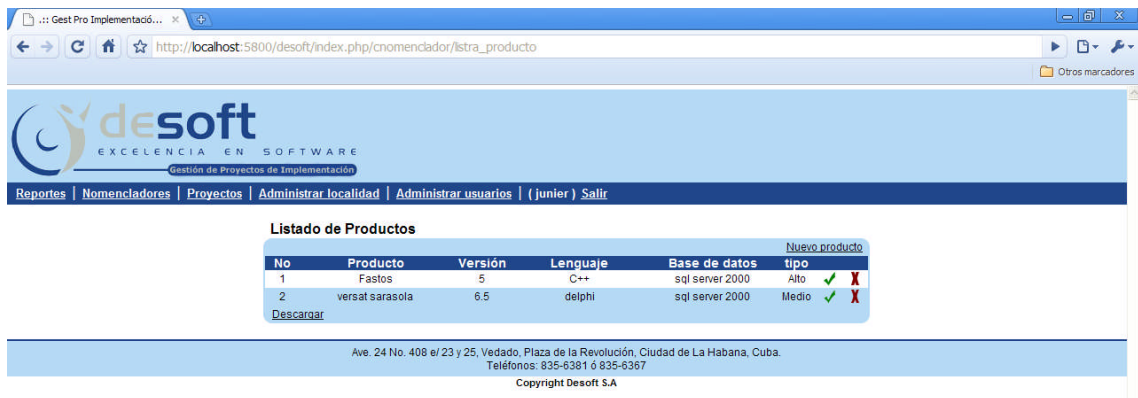 .:: Gest Pro Implementació...
http://localhost:5800/desoft/index.php/cnomenclador/listra_producto
Otros marcadores
desoft
EXCELENCIA EN SOFTWARE
Gestión de Proyectos de Implementación
Reportes | Nomencladores | Proyectos | Administrar localidad | Administrar usuarios | ( junier ) Salir
Listado de Productos
Nuevo producto
No Producto Versión Lenguaje Base de datos tipo
1 Fastos 5 C++ sql server 2000 Alto
2 versat sarasola 6.5 delphi sql server 2000 Medio
Descargar
Ave. 24 No. 408 e/ 23 y 25, Vedado, Plaza de la Revolución, Ciudad de La Habana, Cuba.
Teléfonos: 835-6381 ó 835-6367
Copyright Desoft S.A